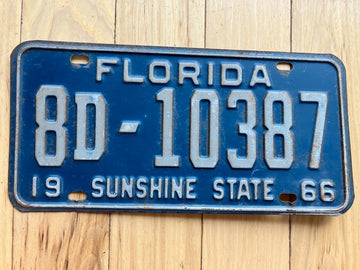 FLORIDA
8D-10387
19 SUNSHINE STATE 66